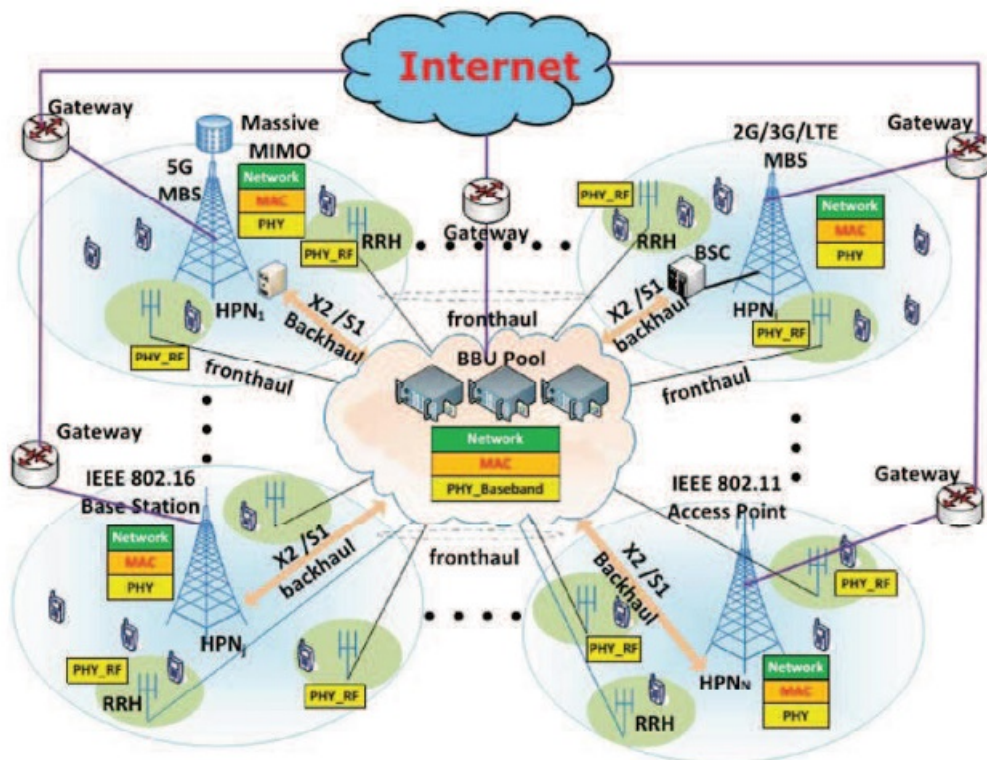 Internet
Gateway
Massive
MIMO
5G
MBS
Network
MAC
PHY
PHY_RF
RRH
HPN₁
X2 /S1
Backhaul
PHY_RF
fronthaul
Gateway
fronthaul
2G/3G/LTE
MBS
Gateway
PHY_RF
RRH
BSC
Network
MAC
PHY
HPNᵢ
X2 /S1
backhaul
PHY_RF
fronthaul
BBU Pool
Network
MAC
PHY_Baseband
Gateway
IEEE 802.16
Base Station
Network
MAC
PHY
X2 /S1
backhaul
HPNⱼ
PHY_RF
RRH
PHY_RF
fronthaul
Gateway
IEEE 802.11
Access Point
PHY_RF
X2 /S1
Backhaul
PHY_RF
RRH
HPNN
Network
MAC
PHY